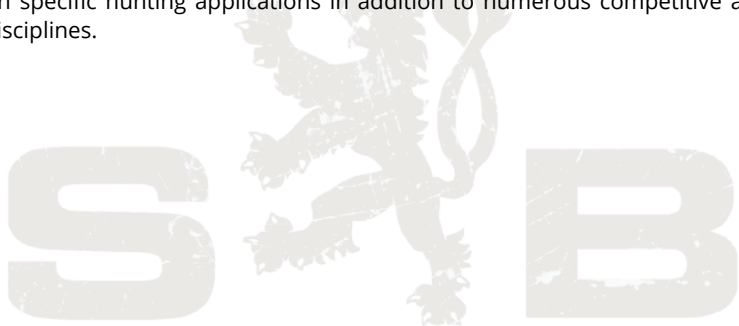 specific hunting applications in addition to numerous competitive
isciplines.
S B